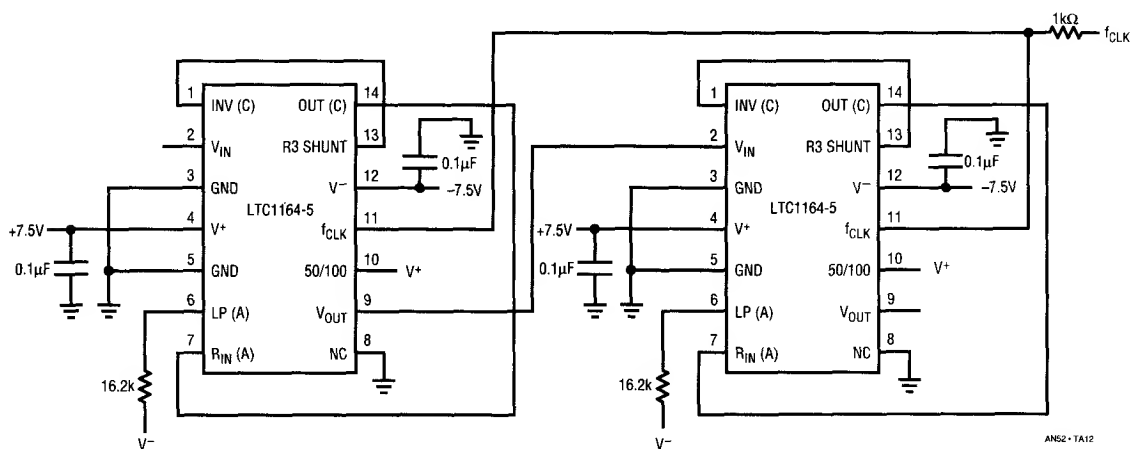 1kΩ
fCLK
1 INV (C) OUT (C) 14
2 VIN R3 SHUNT 13
3 GND V− 12
4 V+ fCLK 11
5 GND 50/100 10
6 LP (A) VOUT 9
7 RIN (A) NC 8
LTC1164-5
0.1µF
−7.5V
+7.5V
0.1µF
V+
16.2k
V−
1 INV (C) OUT (C) 14
2 VIN R3 SHUNT 13
3 GND V− 12
4 V+ fCLK 11
5 GND 50/100 10
6 LP (A) VOUT 9
7 RIN (A) NC 8
LTC1164-5
0.1µF
−7.5V
+7.5V
0.1µF
V+
16.2k
V−
AN52 • TA12